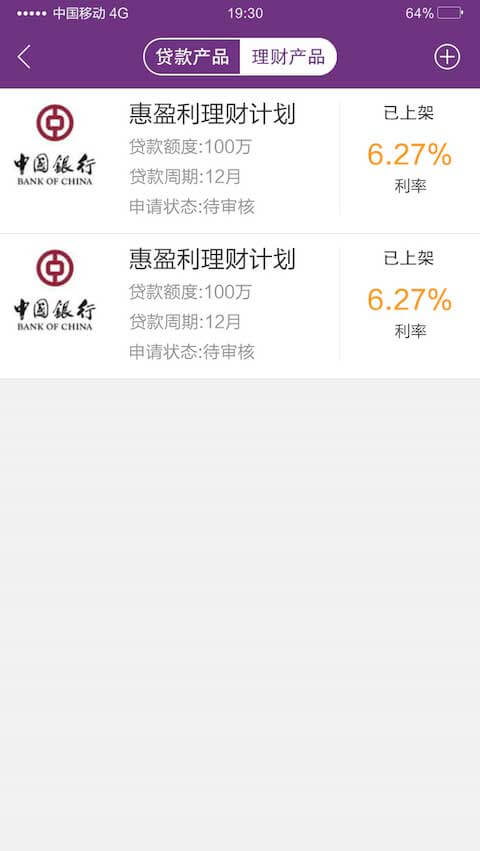 中国移动 4G 19:30 64%
贷款产品 理财产品
惠盈利理财计划
贷款额度:100万
贷款周期:12月
申请状态:待审核
中国银行
BANK OF CHINA
已上架
6.27%
利率
惠盈利理财计划
贷款额度:100万
贷款周期:12月
申请状态:待审核
中国银行
BANK OF CHINA
已上架
6.27%
利率